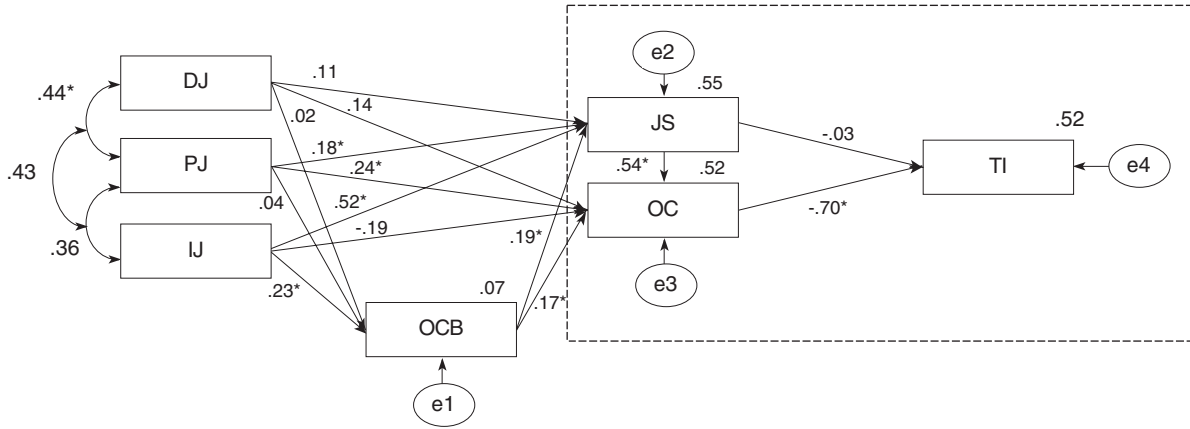 e2
DJ
.44*
.11
.55
.14
JS
.02
-.03
.52
PJ
.18*
.54*
.52
TI
e4
.43
.24*
.04
.52*
OC
-.70*
IJ
-.19
.36
.19*
.23*
.07
.17*
e3
OCB
e1